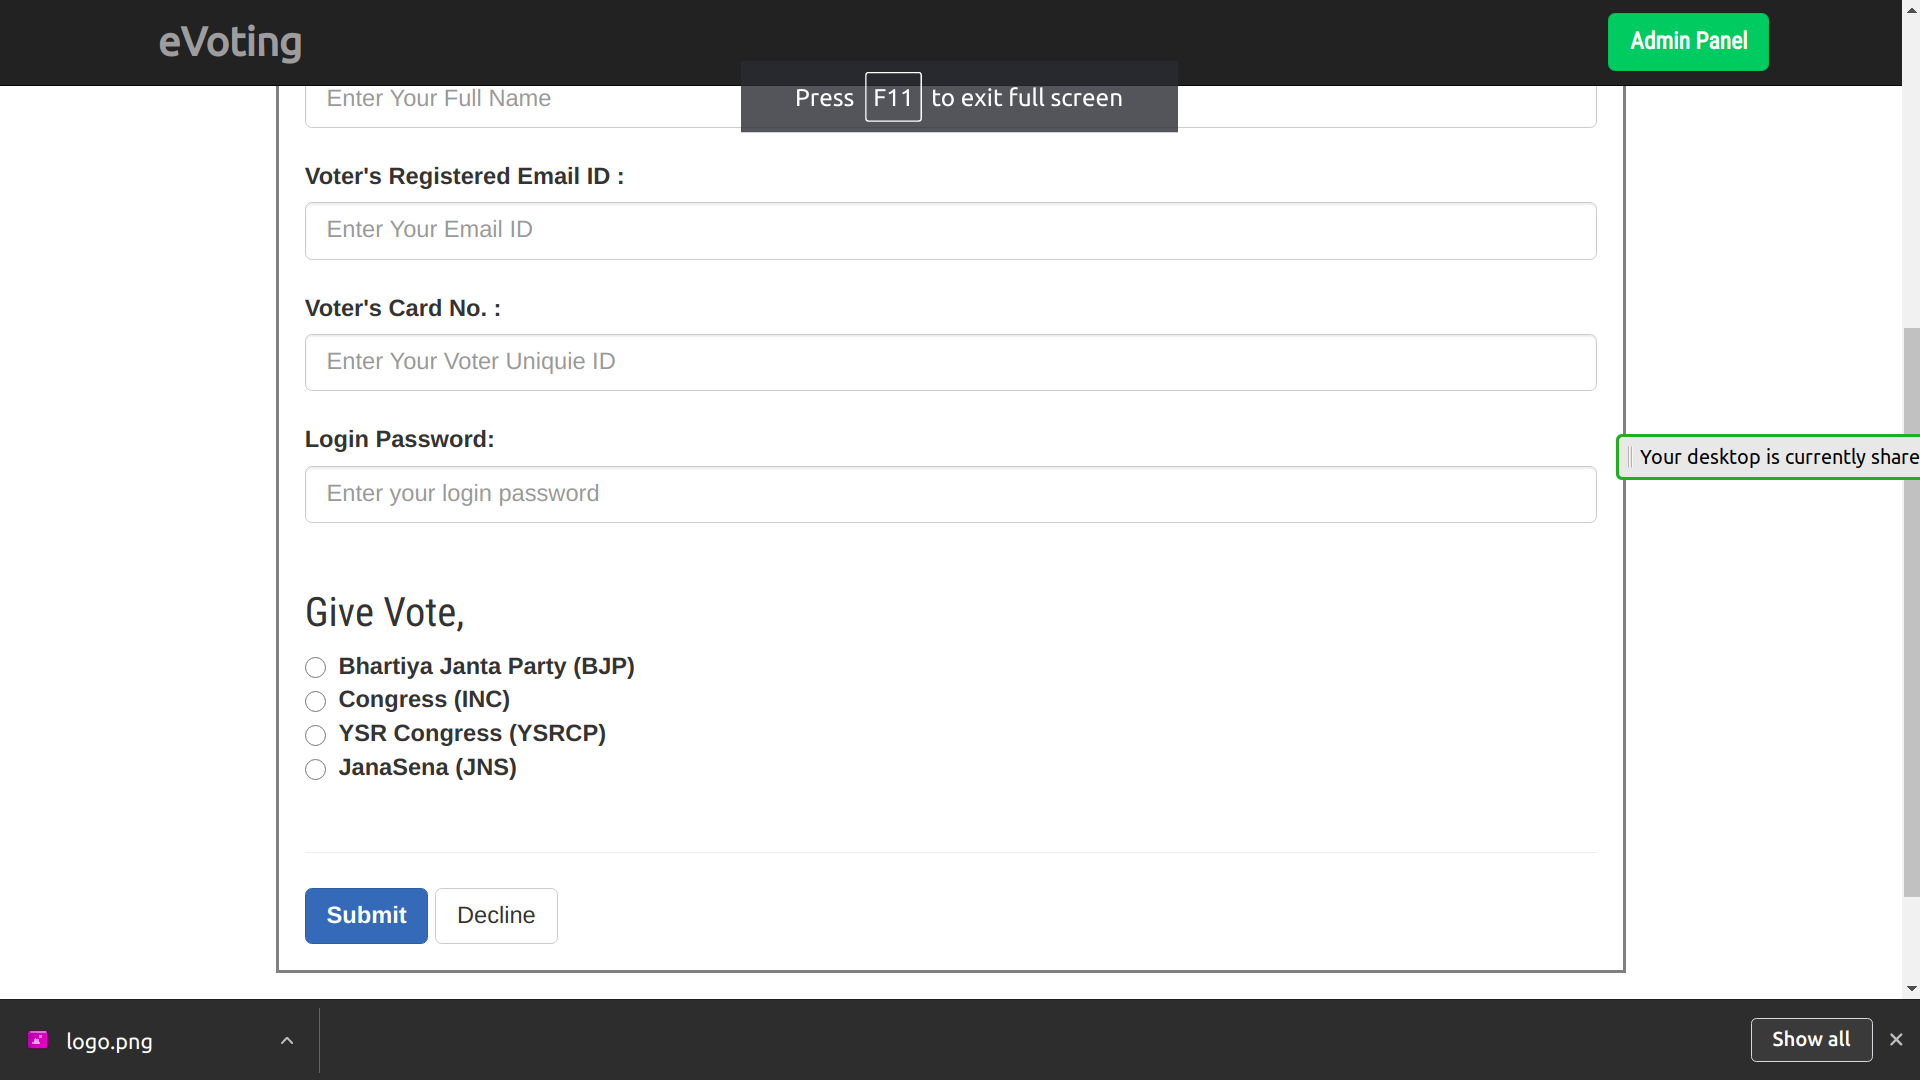 eVoting
Admin Panel
Enter Your Full Name
Press F11 to exit full screen
Voter's Registered Email ID :
Enter Your Email ID
Voter's Card No. :
Enter Your Voter Uniquie ID
Login Password:
Your desktop is currently share
Enter your login password
Give Vote,
Bhartiya Janta Party (BJP)
Congress (INC)
YSR Congress (YSRCP)
JanaSena (JNS)
Submit Decline
logo.png
Show all